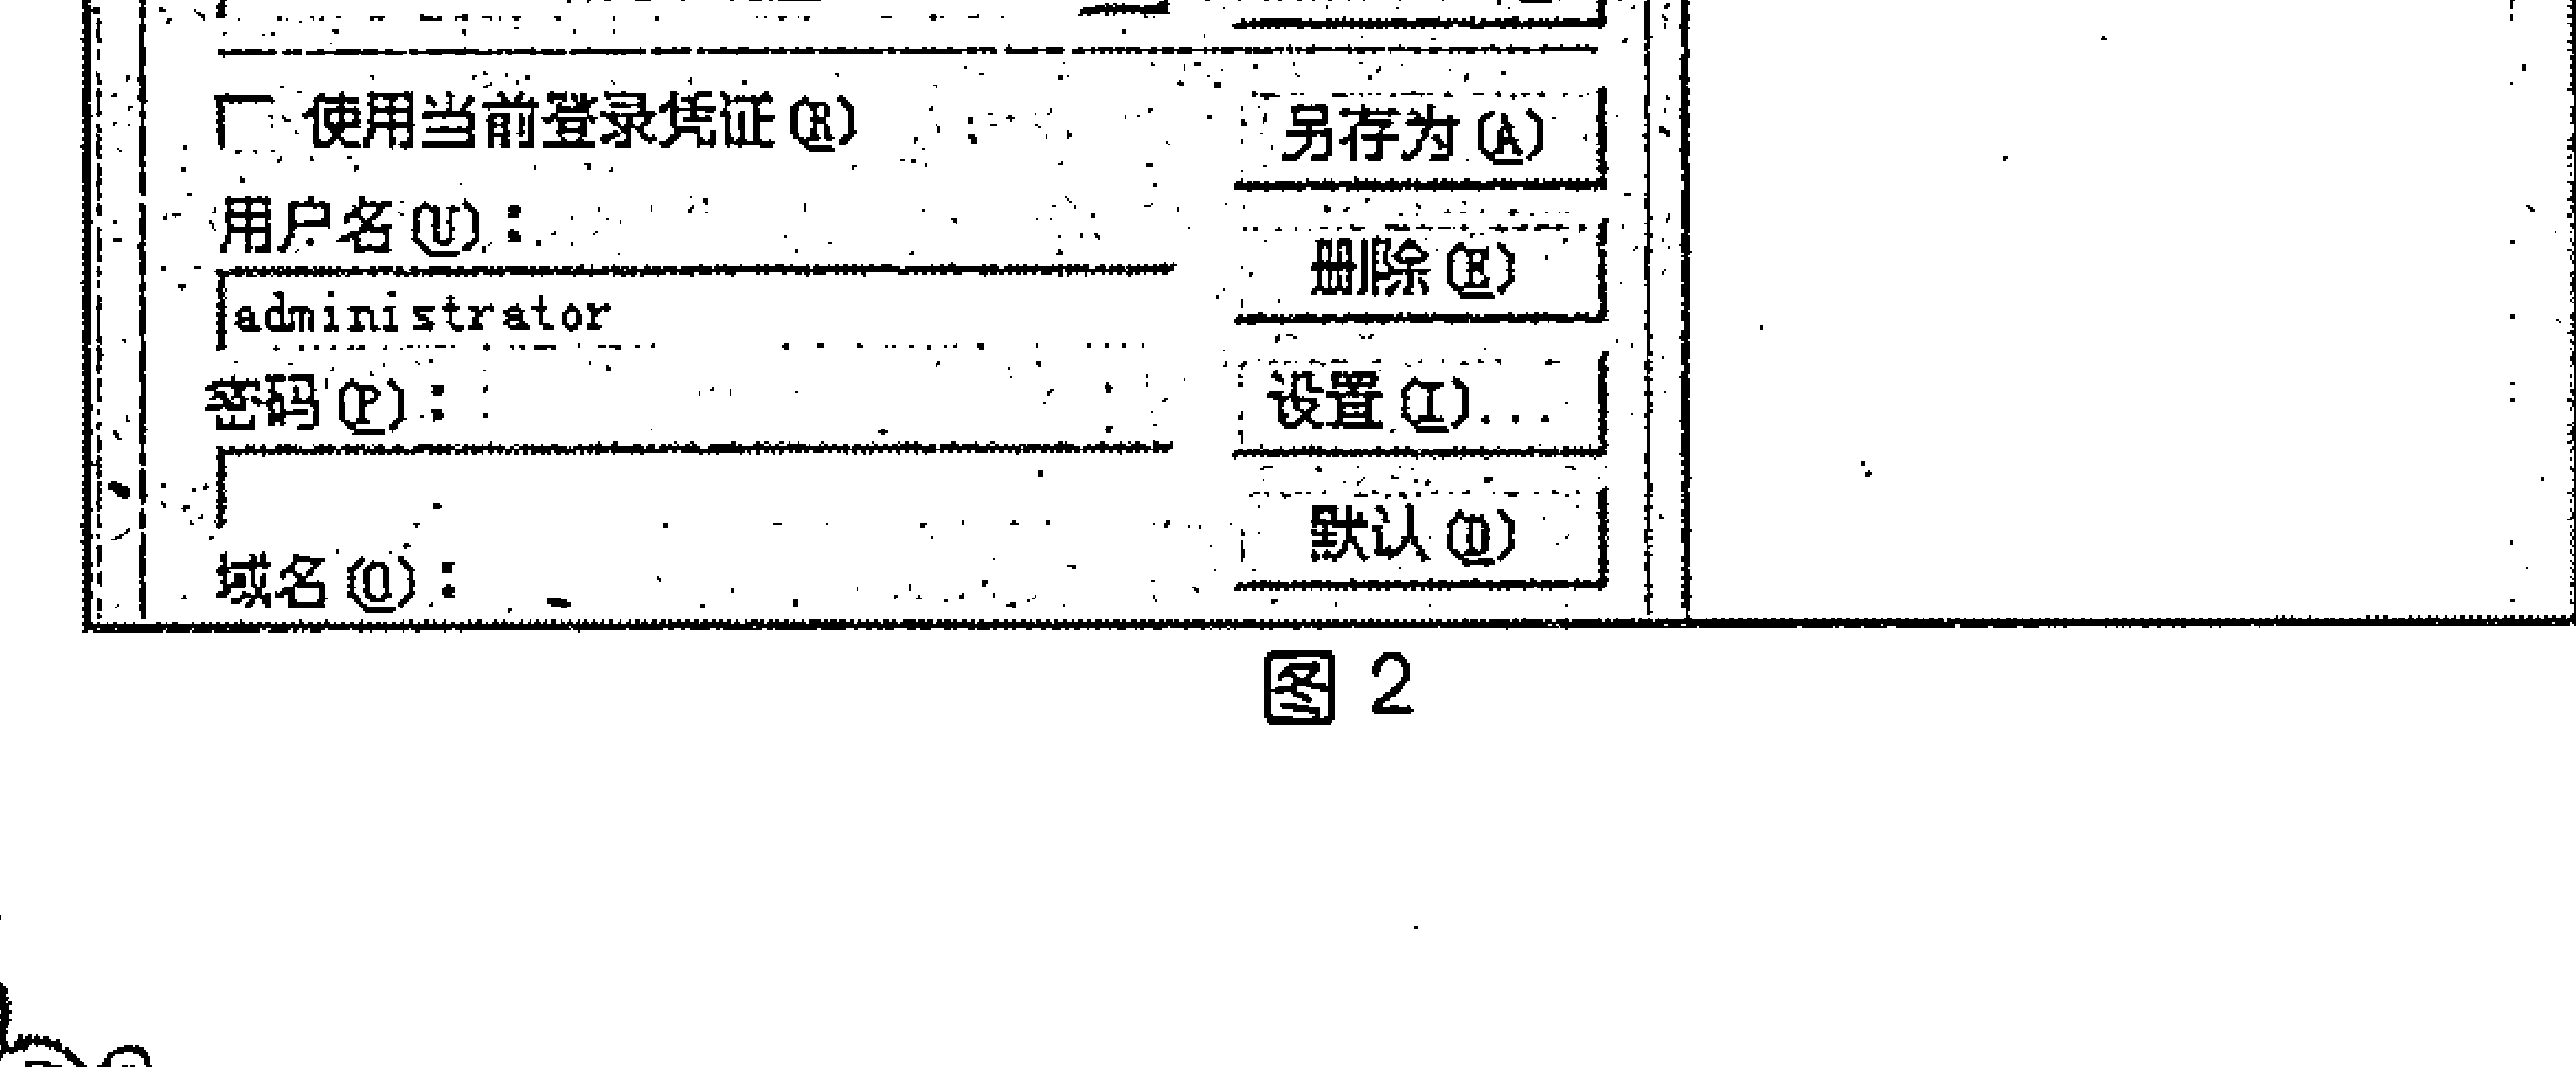 使用当前登录凭证(R)
另存为(A)
用户名(U):
删除(E)
administrator
密码(P):
设置(I)...
默认(D)
域名(O):
图 2